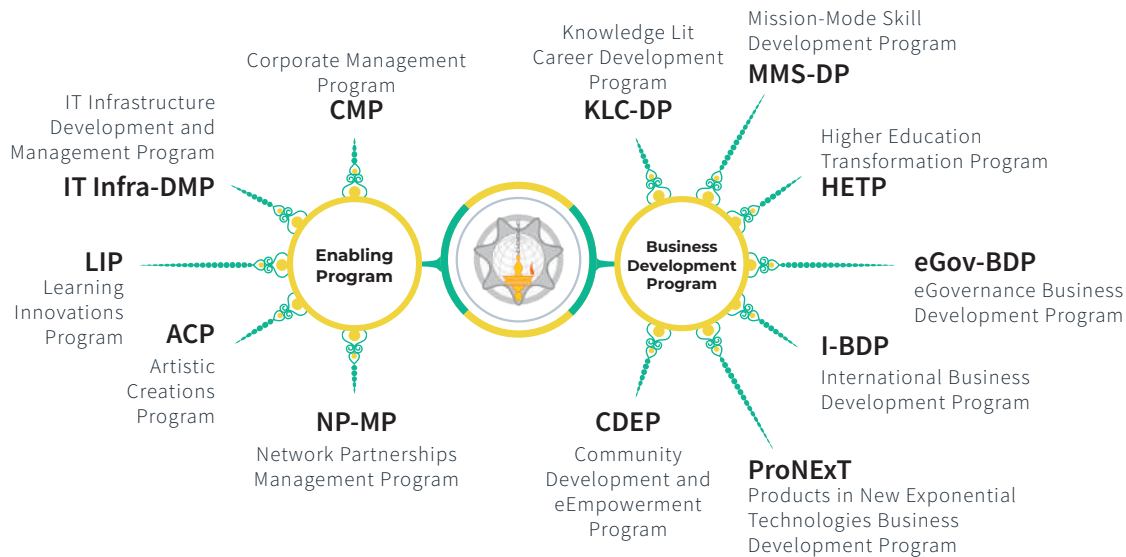 Corporate Management
Program
CMP
IT Infrastructure
Development and
Management Program
IT Infra-DMP
LIP
Learning
Innovations
Program
ACP
Artistic
Creations
Program
NP-MP
Network Partnerships
Management Program
Enabling
Program
Business
Development
Program
Knowledge Lit
Career Development
Program
KLC-DP
Mission-Mode Skill
Development Program
MMS-DP
Higher Education
Transformation Program
HETP
eGov-BDP
eGovernance Business
Development Program
I-BDP
International Business
Development Program
ProNExT
Products in New Exponential
Technologies Business
Development Program
CDEP
Community
Development and
eEmpowerment
Program